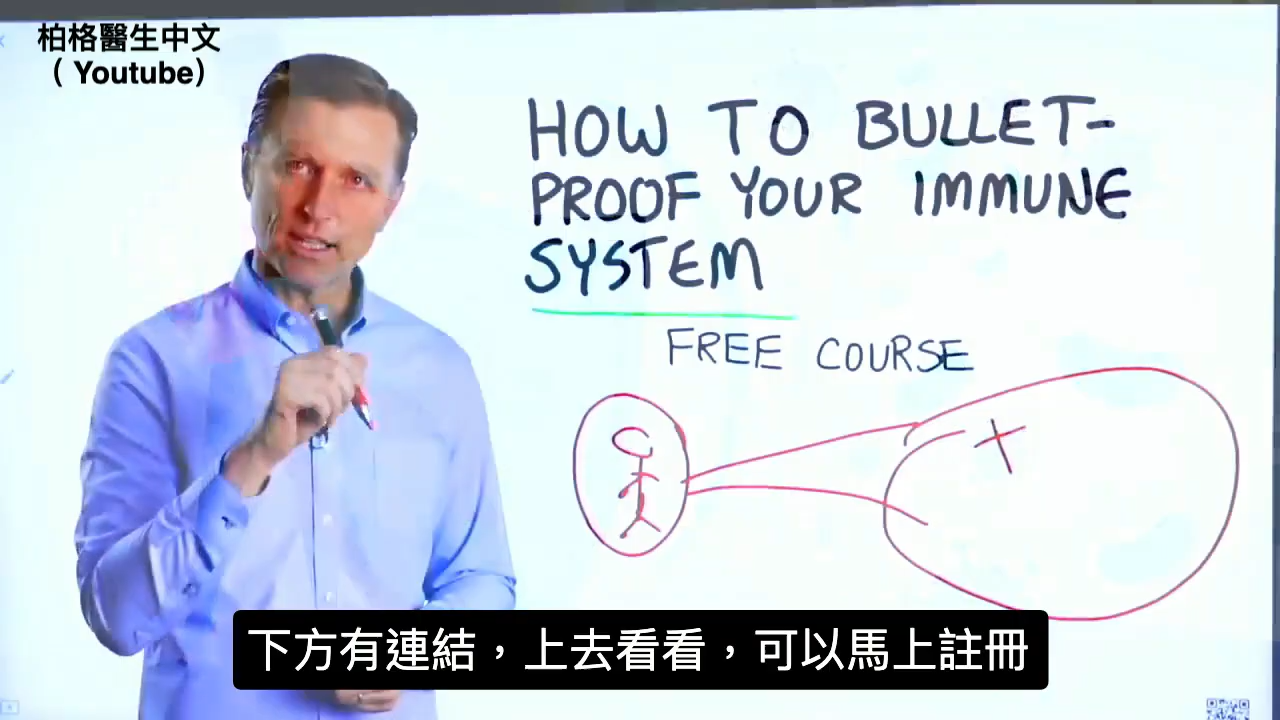 柏格醫生中文
（Youtube）
HOW TO BULLET-
PROOF YOUR IMMUNE
SYSTEM
FREE COURSE
下方有連結，上去看看，可以馬上註冊